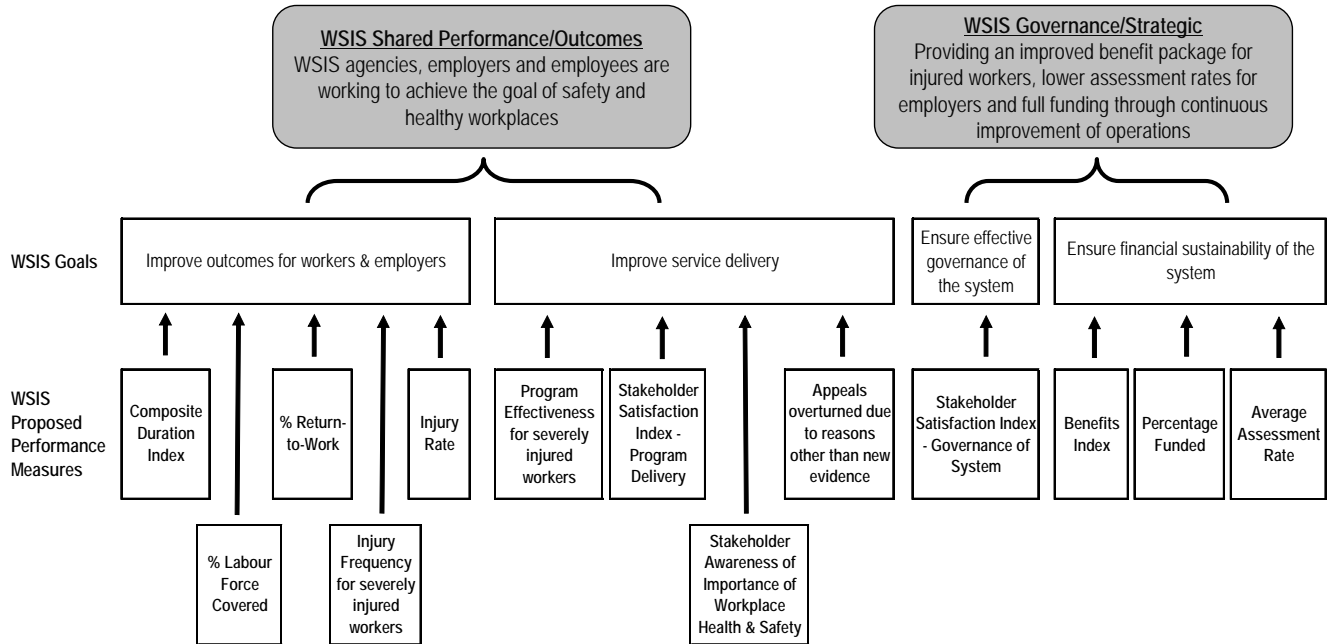 WSIS Shared Performance/Outcomes
WSIS agencies, employers and employees are
working to achieve the goal of safety and
healthy workplaces
WSIS Governance/Strategic
Providing an improved benefit package for
injured workers, lower assessment rates for
employers and full funding through continuous
improvement of operations
WSIS Goals
Improve outcomes for workers & employers
Improve service delivery
Ensure effective
governance of
the system
Ensure financial sustainability of the
system
WSIS
Proposed
Performance
Measures
Composite
Duration
Index
% Return-
to-Work
Injury
Rate
Program
Effectiveness
for severely
injured
workers
Stakeholder
Satisfaction
Index -
Program
Delivery
Appeals
overturned due
to reasons
other than new
evidence
Stakeholder
Satisfaction Index
- Governance of
System
Benefits
Index
Percentage
Funded
Average
Assessment
Rate
% Labour
Force
Covered
Injury
Frequency
for severely
injured
workers
Stakeholder
Awareness of
Importance of
Workplace
Health & Safety